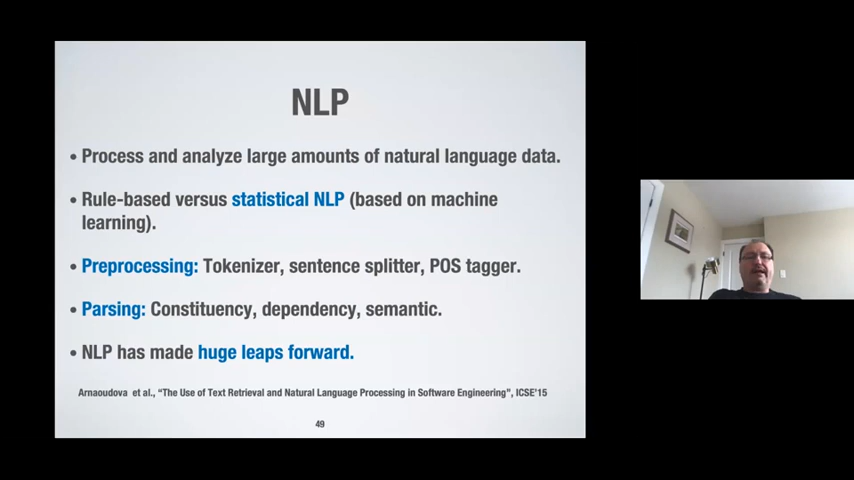 NLP
• Process and analyze large amounts of natural language data.
• Rule-based versus statistical NLP (based on machine
learning).
• Preprocessing: Tokenizer, sentence splitter, POS tagger.
• Parsing: Constituency, dependency, semantic.
• NLP has made huge leaps forward.
Arnaoudova et al., “The Use of Text Retrieval and Natural Language Processing in Software Engineering”, ICSE'15
49